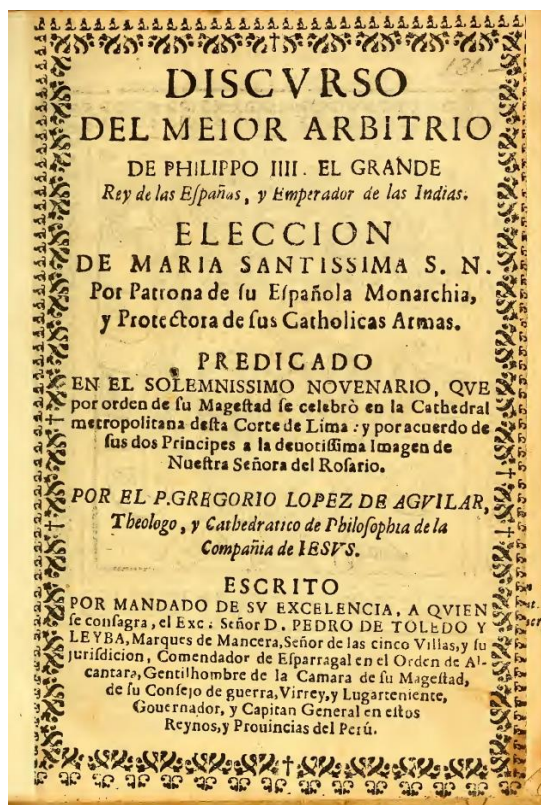 131.
DISCVRSO
DEL MEIOR ARBITRIO
DE PHILIPPO IIII. EL GRANDE
Rey de las Eſpañas, y Emperador de las Indias.
ELECCION
DE MARIA SANTISSIMA S. N.
Por Patrona de ſu Eſpañola Monarchia,
y Protectora de ſus Catholicas Armas.
PREDICADO
EN EL SOLEMNISSIMO NOVENARIO, QVE
por orden de ſu Mageſtad ſe celebrò en la Cathedral
metropolitana deſta Corte de Lima: y por acuerdo de
ſus dos Principes a la deuotiſſima Imagen de
Nueſtra Señora del Roſario.
POR EL P. GREGORIO LOPEZ DE AGVILAR,
Theologo, y Cathedratico de Philoſophia de la
Compañia de IESVS.
ESCRITO
POR MANDADO DE SV EXCELENCIA, A QVIEN
ſe conſagra, el Exc: Señor D. PEDRO DE TOLEDO Y
LEYBA, Marques de Mancera, Señor de las cinco Villas, y ſu
jurisdicion, Comendador de Eſparragal en el Orden de Al-
cantara, Gentilhombre de la Camara de ſu Mageſtad,
de ſu Conſejo de guerra, Virrey, y Lugarteniente,
Gouernador, y Capitan General en eſtos
Reynos, y Prouincias del Perú.